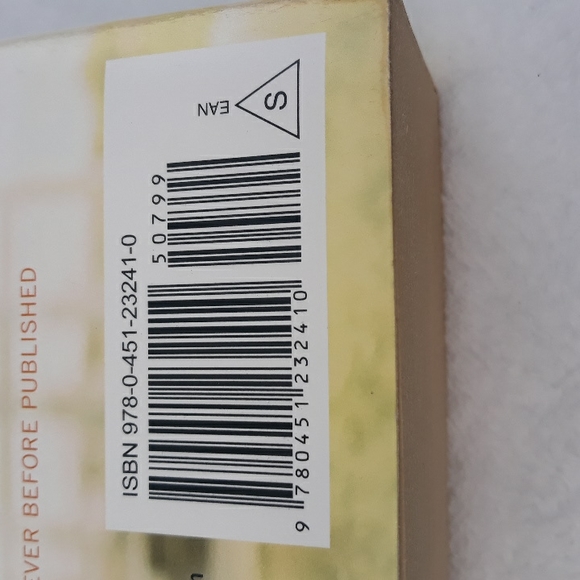 EVER BEFORE PUBLISHED
ISBN 978-0-451-23241-0
50799
9 780451 232410
S
EAN